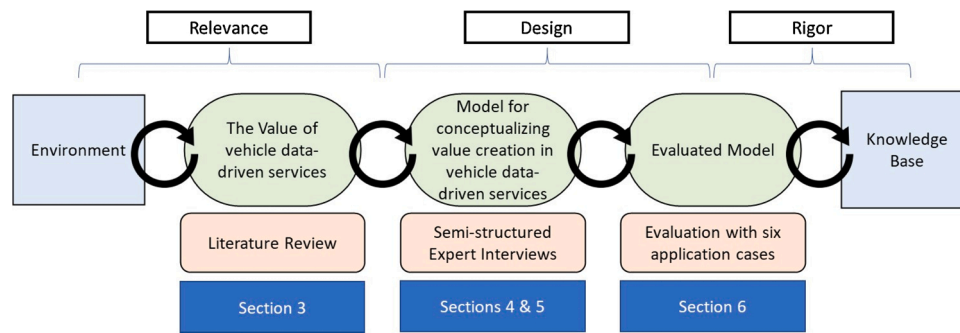 Relevance
Design
Rigor
Environment
The Value of
vehicle data-
driven services
Model for
conceptualizing
value creation in
vehicle data-
driven services
Evaluated Model
Knowledge
Base
Literature Review
Semi-structured
Expert Interviews
Evaluation with six
application cases
Section 3
Sections 4 & 5
Section 6